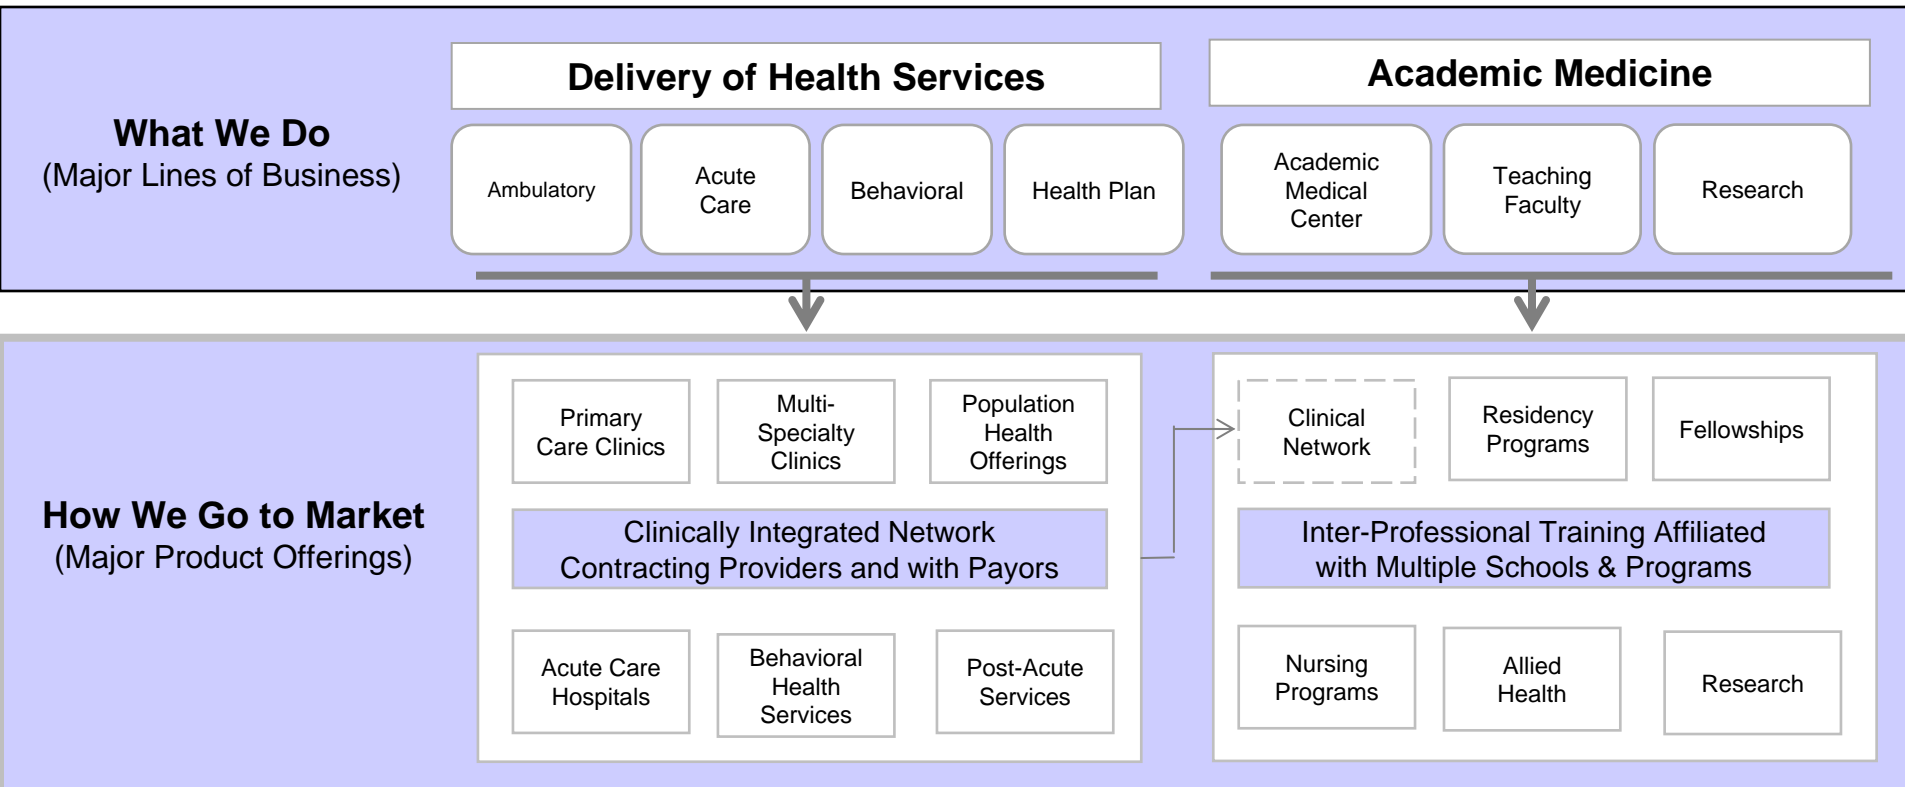 What We Do
(Major Lines of Business)
Delivery of Health Services
Ambulatory
Acute
Care
Behavioral
Health Plan
Academic Medicine
Academic
Medical
Center
Teaching
Faculty
Research
How We Go to Market
(Major Product Offerings)
Primary
Care Clinics
Multi-
Specialty
Clinics
Population
Health
Offerings
Clinically Integrated Network
Contracting Providers and with Payors
Acute Care
Hospitals
Behavioral
Health
Services
Post-Acute
Services
Clinical
Network
Residency
Programs
Fellowships
Inter-Professional Training Affiliated
with Multiple Schools & Programs
Nursing
Programs
Allied
Health
Research